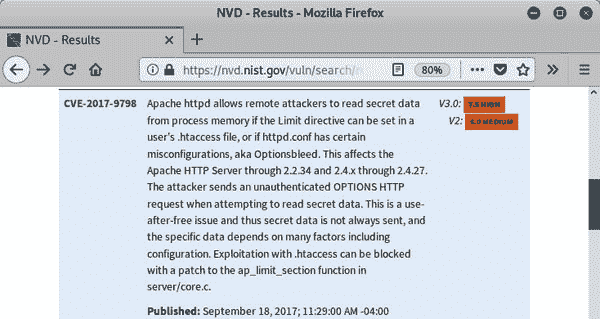 NVD - Results - Mozilla Firefox
NVD - Results
https://nvd.nist.gov/vuln/search/
80%
CVE-2017-9798
Apache httpd allows remote attackers to read secret data
from process memory if the Limit directive can be set in a
user's .htaccess file, or if httpd.conf has certain
misconfigurations, aka Optionsbleed. This affects the
Apache HTTP Server through 2.2.34 and 2.4.x through 2.4.27.
The attacker sends an unauthenticated OPTIONS HTTP
request when attempting to read secret data. This is a use-
after-free issue and thus secret data is not always sent, and
the specific data depends on many factors including
configuration. Exploitation with .htaccess can be blocked
with a patch to the ap_limit_section function in
server/core.c.
Published: September 18, 2017; 11:29:00 AM -04:00
V3.0: 7.5 HIGH
V2: MEDIUM